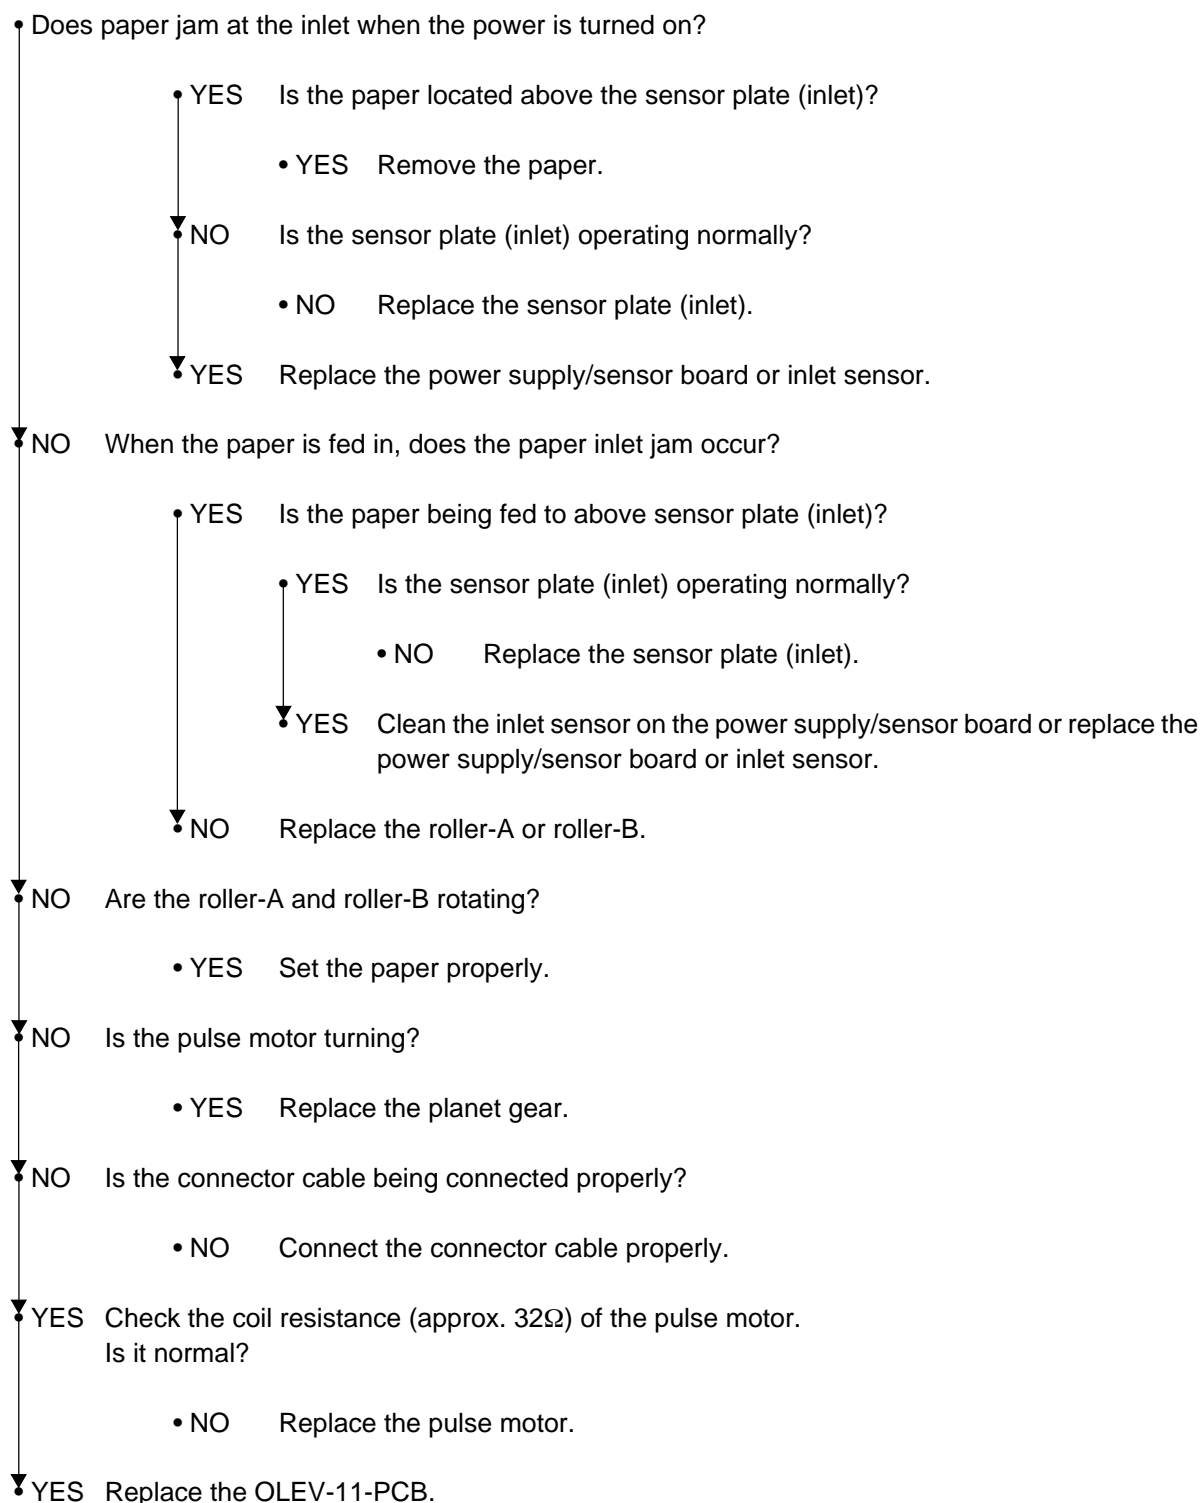 • Does paper jam at the inlet when the power is turned on?
• YES Is the paper located above the sensor plate (inlet)?
• YES Remove the paper.
• NO Is the sensor plate (inlet) operating normally?
• NO Replace the sensor plate (inlet).
• YES Replace the power supply/sensor board or inlet sensor.
• NO When the paper is fed in, does the paper inlet jam occur?
• YES Is the paper being fed to above sensor plate (inlet)?
• YES Is the sensor plate (inlet) operating normally?
• NO Replace the sensor plate (inlet).
• YES Clean the inlet sensor on the power supply/sensor board or replace the
power supply/sensor board or inlet sensor.
• NO Replace the roller-A or roller-B.
• NO Are the roller-A and roller-B rotating?
• YES Set the paper properly.
• NO Is the pulse motor turning?
• YES Replace the planet gear.
• NO Is the connector cable being connected properly?
• NO Connect the connector cable properly.
• YES Check the coil resistance (approx. 32Ω) of the pulse motor.
Is it normal?
• NO Replace the pulse motor.
• YES Replace the OLEV-11-PCB.